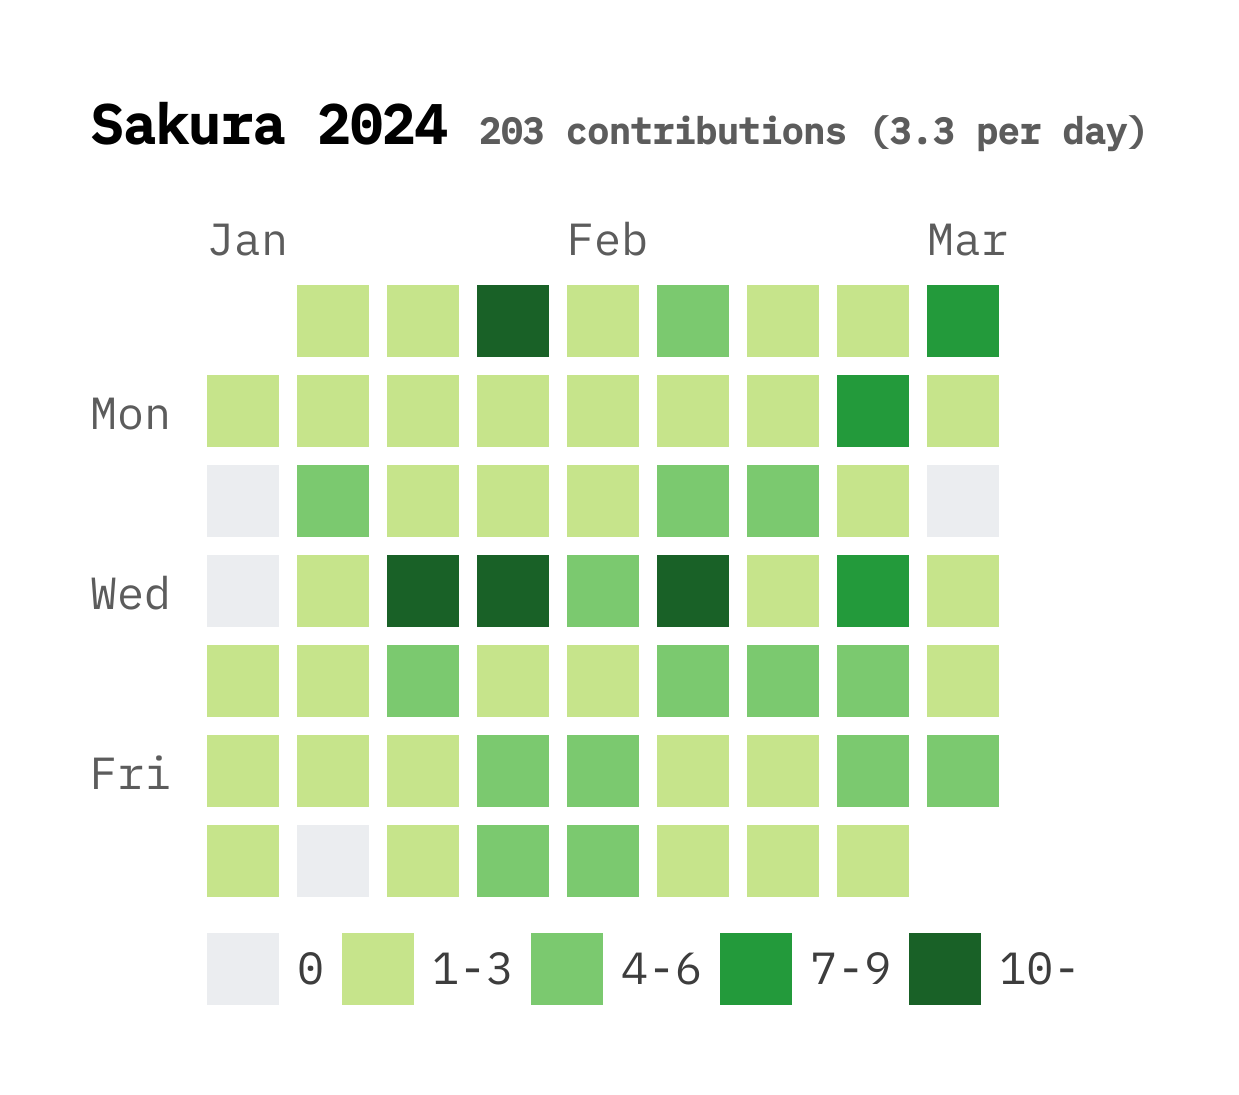 Sakura 2024 203 contributions (3.3 per day)
Jan Feb Mar
Mon
Wed
Fri
0 1-3 4-6 7-9 10-